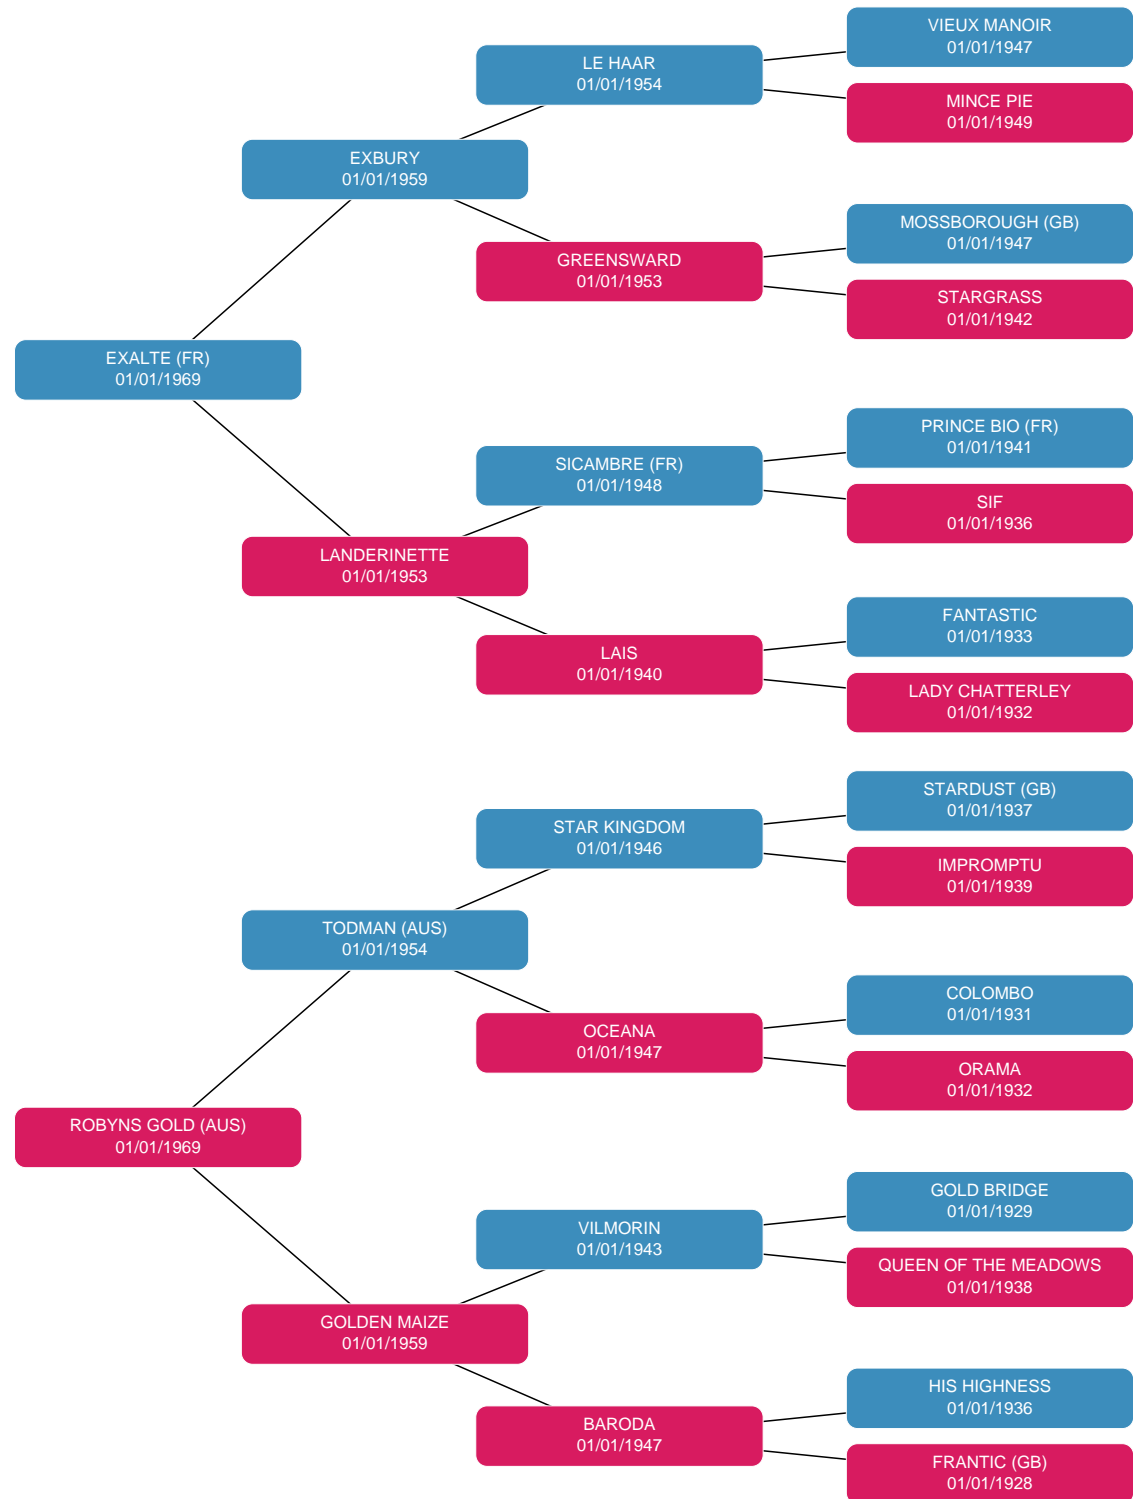 VIEUX MANOIR
01/01/1947
LE HAAR
01/01/1954
MINCE PIE
01/01/1949
EXBURY
01/01/1959
MOSSBOROUGH (GB)
01/01/1947
GREENSWARD
01/01/1953
STARGRASS
01/01/1942
EXALTE (FR)
01/01/1969
PRINCE BIO (FR)
01/01/1941
SICAMBRE (FR)
01/01/1948
SIF
01/01/1936
LANDERINETTE
01/01/1953
FANTASTIC
01/01/1933
LAIS
01/01/1940
LADY CHATTERLEY
01/01/1932
STARDUST (GB)
01/01/1937
STAR KINGDOM
01/01/1946
IMPROMPTU
01/01/1939
TODMAN (AUS)
01/01/1954
COLOMBO
01/01/1931
OCEANA
01/01/1947
ORAMA
01/01/1932
ROBYNS GOLD (AUS)
01/01/1969
GOLD BRIDGE
01/01/1929
VILMORIN
01/01/1943
QUEEN OF THE MEADOWS
01/01/1938
GOLDEN MAIZE
01/01/1959
HIS HIGHNESS
01/01/1936
BARODA
01/01/1947
FRANTIC (GB)
01/01/1928